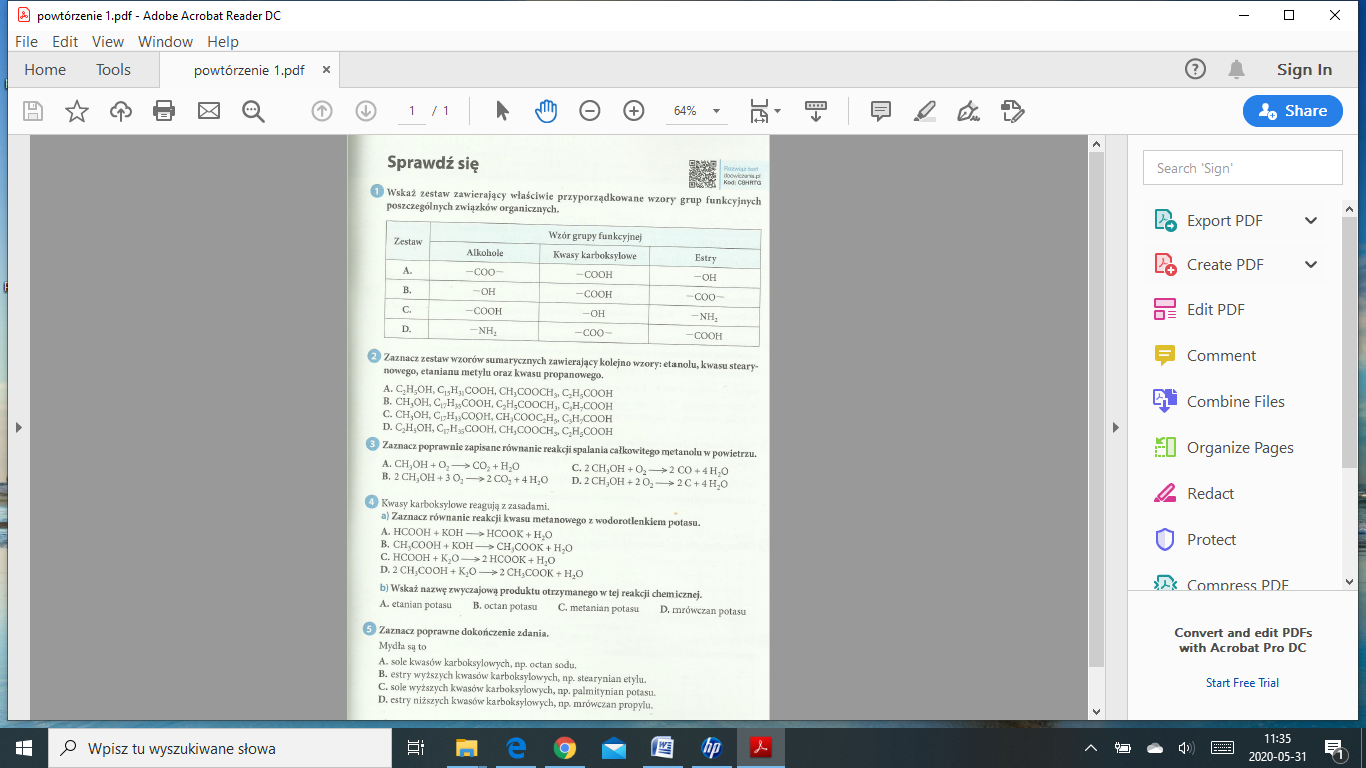 powtórzenie 1.pdf - Adobe Acrobat Reader DC
File Edit View Window Help
Home Tools powtórzenie 1.pdf × Sign In
1 / 1 64% Share
Sprawdź się
Rozwiąż test
docwiczenia.pl
Kod: C8HRTG
1 Wskaż zestaw zawierający właściwie przyporządkowane wzory grup funkcyjnych
poszczególnych związków organicznych.
Zestaw Wzór grupy funkcyjnej
Alkohole Kwasy karboksylowe Estry
A. —COO— —COOH —OH
B. —OH —COOH —COO—
C. —COOH —OH —NH₂
D. —NH₂ —COO— —COOH
2 Zaznacz zestaw wzorów sumarycznych zawierający kolejno wzory: etanolu, kwasu steary-
nowego, etanianu metylu oraz kwasu propanowego.
A. C₂H₅OH, C₁₅H₃₁COOH, CH₃COOCH₃, C₂H₅COOH
B. CH₃OH, C₁₇H₃₅COOH, C₂H₅COOCH₃, C₃H₇COOH
C. CH₃OH, C₁₇H₃₃COOH, CH₃COOC₂H₅, C₃H₇COOH
D. C₂H₅OH, C₁₇H₃₅COOH, CH₃COOCH₃, C₂H₅COOH
3 Zaznacz poprawnie zapisane równanie reakcji spalania całkowitego metanolu w powietrzu.
A. CH₃OH + O₂ ⟶ CO₂ + H₂O C. 2 CH₃OH + O₂ ⟶ 2 CO + 4 H₂O
B. 2 CH₃OH + 3 O₂ ⟶ 2 CO₂ + 4 H₂O D. 2 CH₃OH + 2 O₂ ⟶ 2 C + 4 H₂O
4 Kwasy karboksylowe reagują z zasadami.
a) Zaznacz równanie reakcji kwasu metanowego z wodorotlenkiem potasu.
A. HCOOH + KOH ⟶ HCOOK + H₂O
B. CH₃COOH + KOH ⟶ CH₃COOK + H₂O
C. HCOOH + K₂O ⟶ 2 HCOOK + H₂O
D. 2 CH₃COOH + K₂O ⟶ 2 CH₃COOK + H₂O
b) Wskaż nazwę zwyczajową produktu otrzymanego w tej reakcji chemicznej.
A. etanian potasu B. octan potasu C. metanian potasu D. mrówczan potasu
5 Zaznacz poprawne dokończenie zdania.
Mydła są to
A. sole kwasów karboksylowych, np. octan sodu.
B. estry wyższych kwasów karboksylowych, np. stearynian etylu.
C. sole wyższych kwasów karboksylowych, np. palmitynian potasu.
D. estry niższych kwasów karboksylowych, np. mrówczan propylu.
Search 'Sign'
Export PDF
Create PDF
Edit PDF
Comment
Combine Files
Organize Pages
Redact
Protect
Compress PDF
Convert and edit PDFs
with Acrobat Pro DC
Start Free Trial
Wpisz tu wyszukiwane słowa
11:35
2020-05-31
1